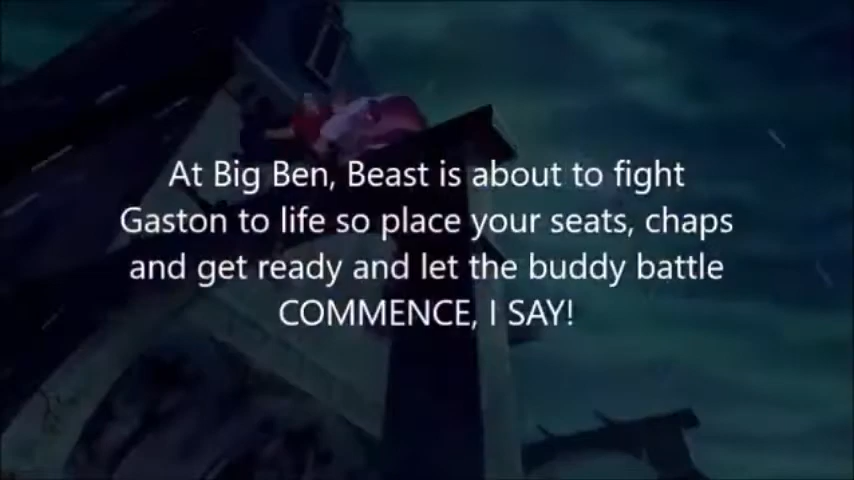 At Big Ben, Beast is about to fight
Gaston to life so place your seats, chaps
and get ready and let the buddy battle
COMMENCE, I SAY!